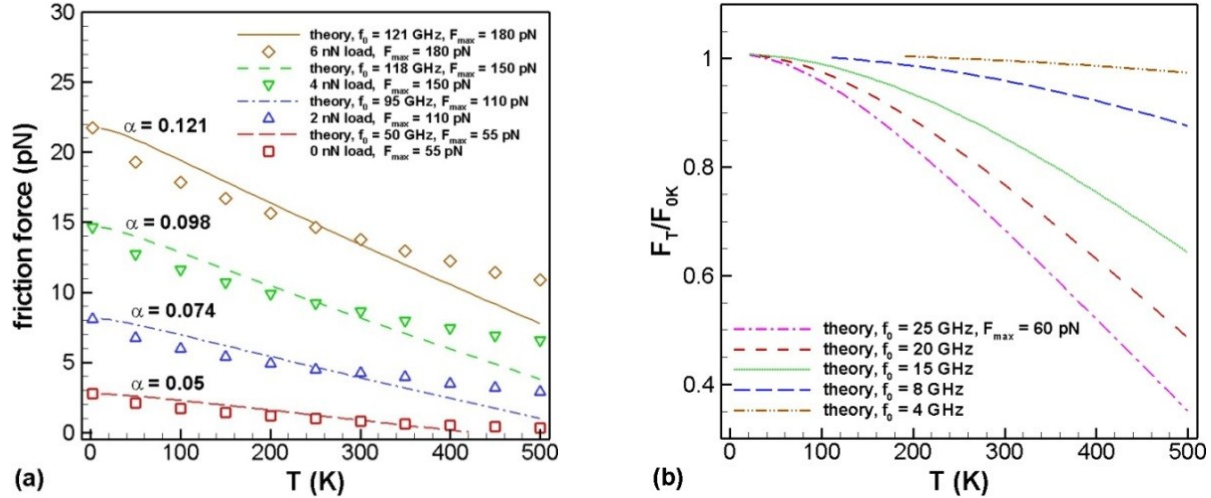 theory, f₀ = 121 GHz, Fmax = 180 pN
6 nN load, Fmax = 180 pN
theory, f₀ = 118 GHz, Fmax = 150 pN
4 nN load, Fmax = 150 pN
theory, f₀ = 95 GHz, Fmax = 110 pN
2 nN load, Fmax = 110 pN
theory, f₀ = 50 GHz, Fmax = 55 pN
0 nN load, Fmax = 55 pN
30
25
20
15
10
5
0
friction force (pN)
α = 0.121
α = 0.098
α = 0.074
α = 0.05
0 100 200 300 400 500
T (K)
(a)
1
0.8
0.6
0.4
F_T/F_0K
theory, f₀ = 25 GHz, Fmax = 60 pN
theory, f₀ = 20 GHz
theory, f₀ = 15 GHz
theory, f₀ = 8 GHz
theory, f₀ = 4 GHz
0 100 200 300 400 500
T (K)
(b)